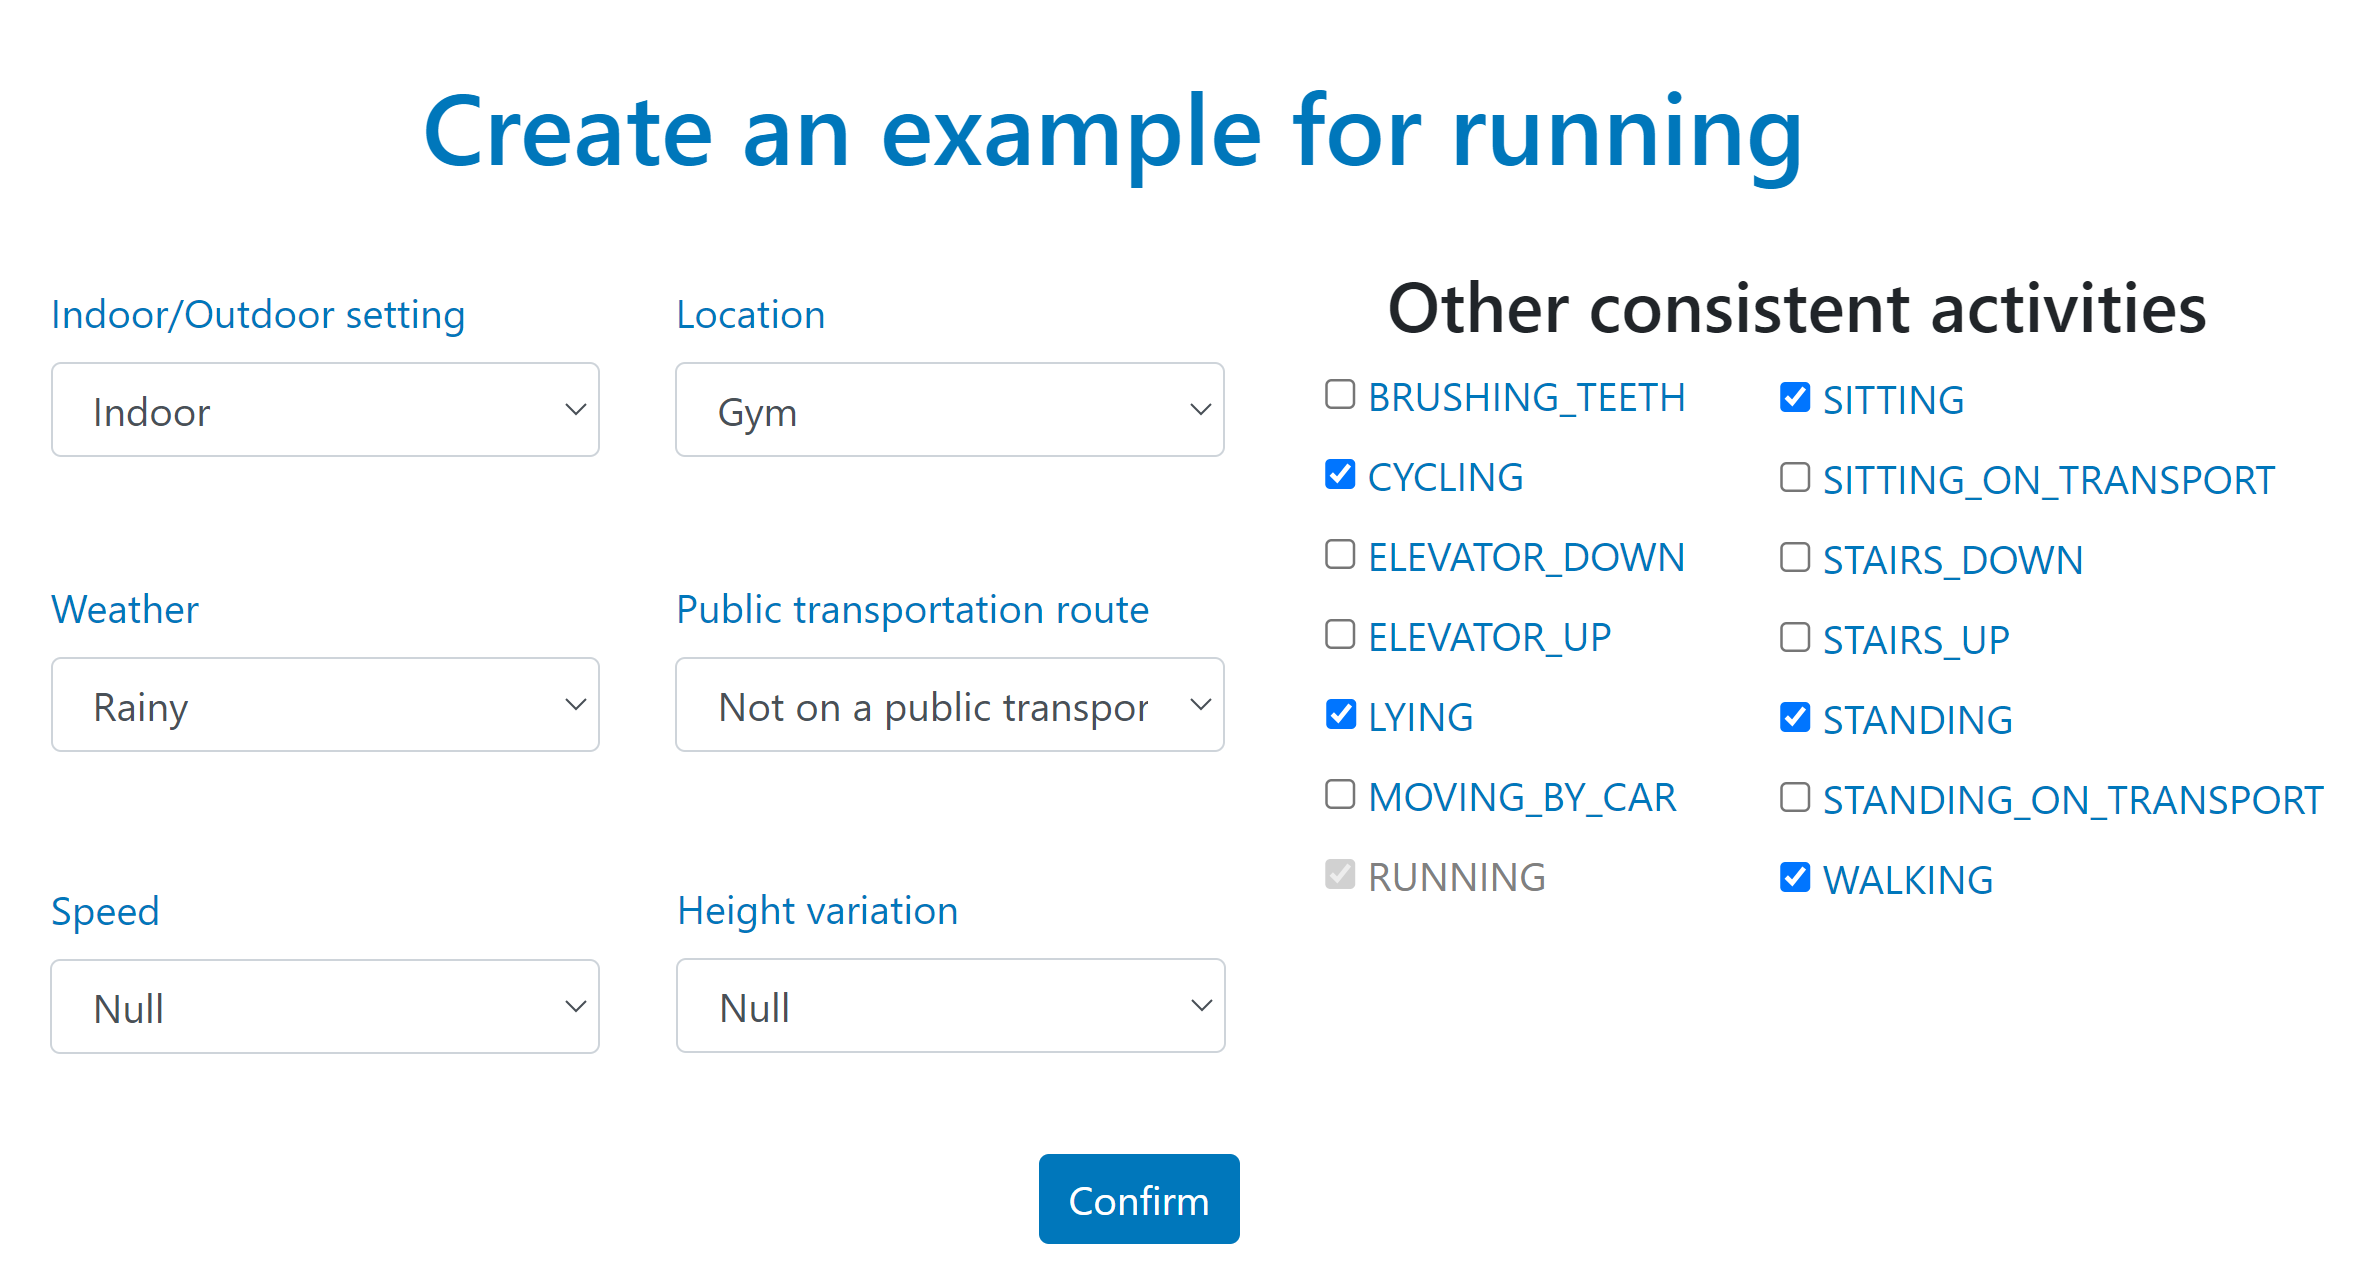 Create an example for running
Indoor/Outdoor setting
Indoor
Location
Gym
Weather
Rainy
Public transportation route
Not on a public transpor
Speed
Null
Height variation
Null
Confirm
Other consistent activities
BRUSHING_TEETH
CYCLING
ELEVATOR_DOWN
ELEVATOR_UP
LYING
MOVING_BY_CAR
RUNNING
SITTING
SITTING_ON_TRANSPORT
STAIRS_DOWN
STAIRS_UP
STANDING
STANDING_ON_TRANSPORT
WALKING